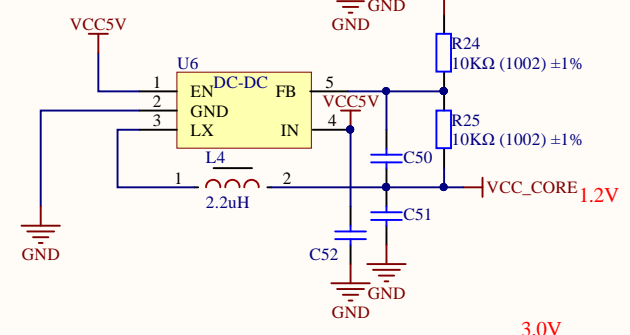 GND
GND
VCC5V
R24
10KΩ (1002) ±1%
U6
DC-DC
1
EN
FB
5
2
GND
VCC5V
3
LX
IN
4
R25
10KΩ (1002) ±1%
L4
C50
1
2
VCC_CORE
1.2V
2.2uH
C51
C52
GND
GND
GND
3.0V